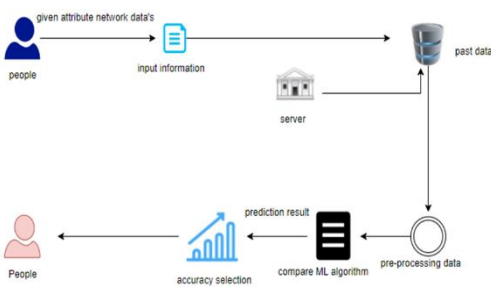 given attribute network data's
people
input information
past data
server
prediction result
People
accuracy selection
compare ML algorithm
pre-processing data